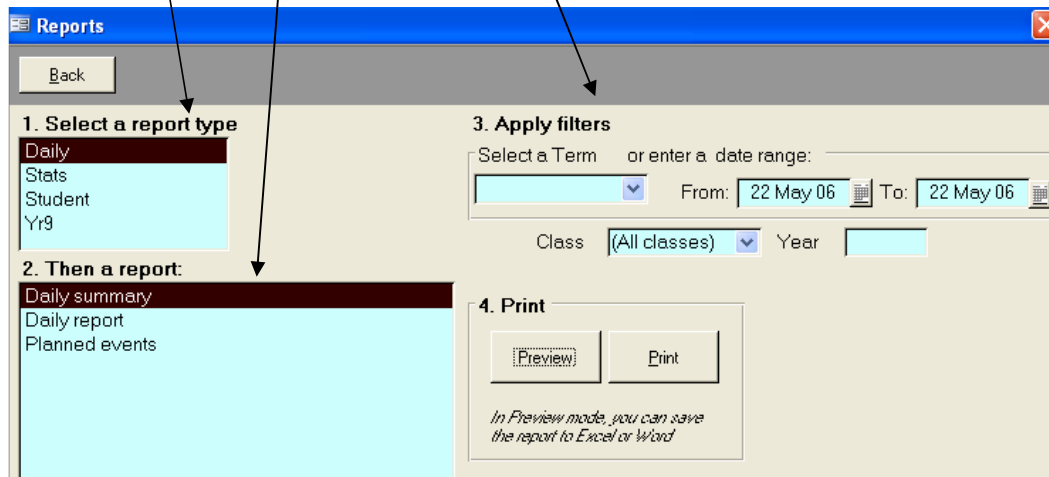 Reports
Back
1. Select a report type
Daily
Stats
Student
Yr9
2. Then a report:
Daily summary
Daily report
Planned events
3. Apply filters
Select a Term or enter a date range:
From: 22 May 06 To: 22 May 06
Class (All classes) Year
4. Print
Preview Print
In Preview mode, you can save
the report to Excel or Word